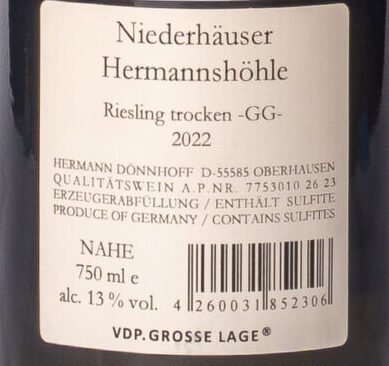 Niederhäuser
Hermannshöhle
Riesling trocken -GG-
2022
HERMANN DÖNNHOFF D-55585 OBERHAUSEN
QUALITÄTSWEIN A.P.NR. 7753010 26 23
ERZEUGERABFÜLLUNG / ENTHÄLT SULFITE
PRODUCE OF GERMANY / CONTAINS SULFITES
NAHE
750 ml e
alc. 13 % vol.
4 260031 852306
VDP. GROSSE LAGE®